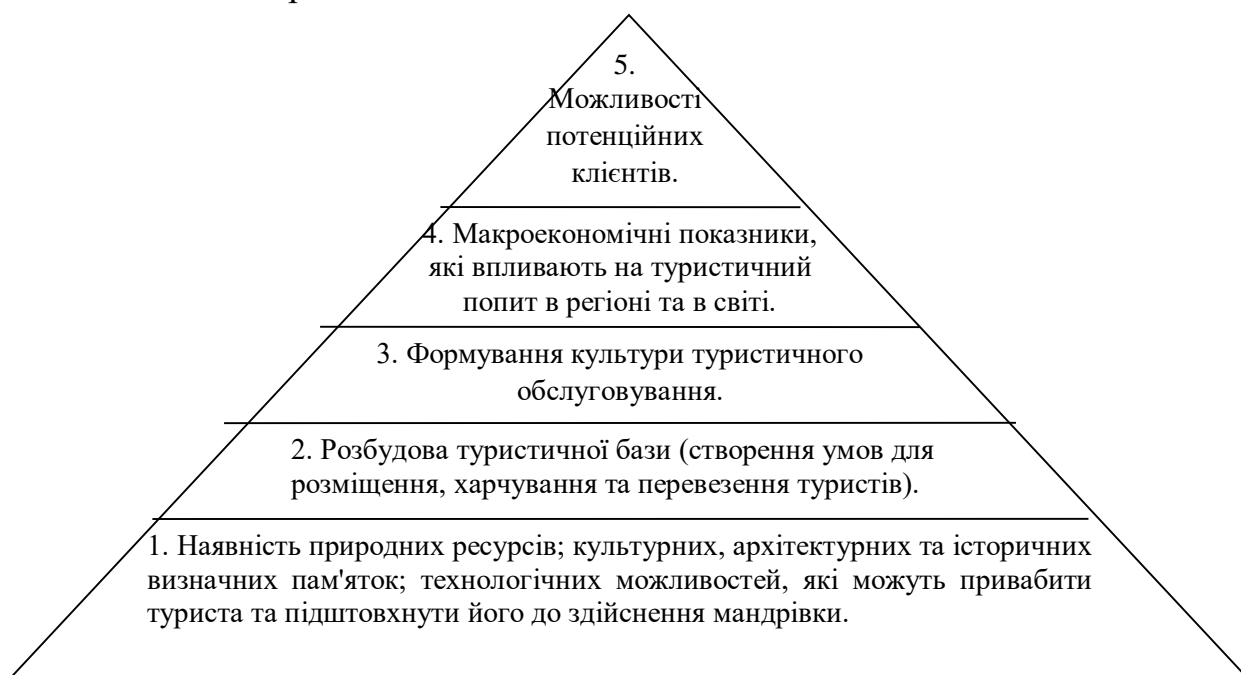 5.
Можливості
потенційних
клієнтів.
4. Макроекономічні показники,
які впливають на туристичний
попит в регіоні та в світі.
3. Формування культури туристичного
обслуговування.
2. Розбудова туристичної бази (створення умов для
розміщення, харчування та перевезення туристів).
1. Наявність природних ресурсів; культурних, архітектурних та історичних
визначних пам'яток; технологічних можливостей, які можуть привабити
туриста та підштовхнути його до здійснення мандрівки.